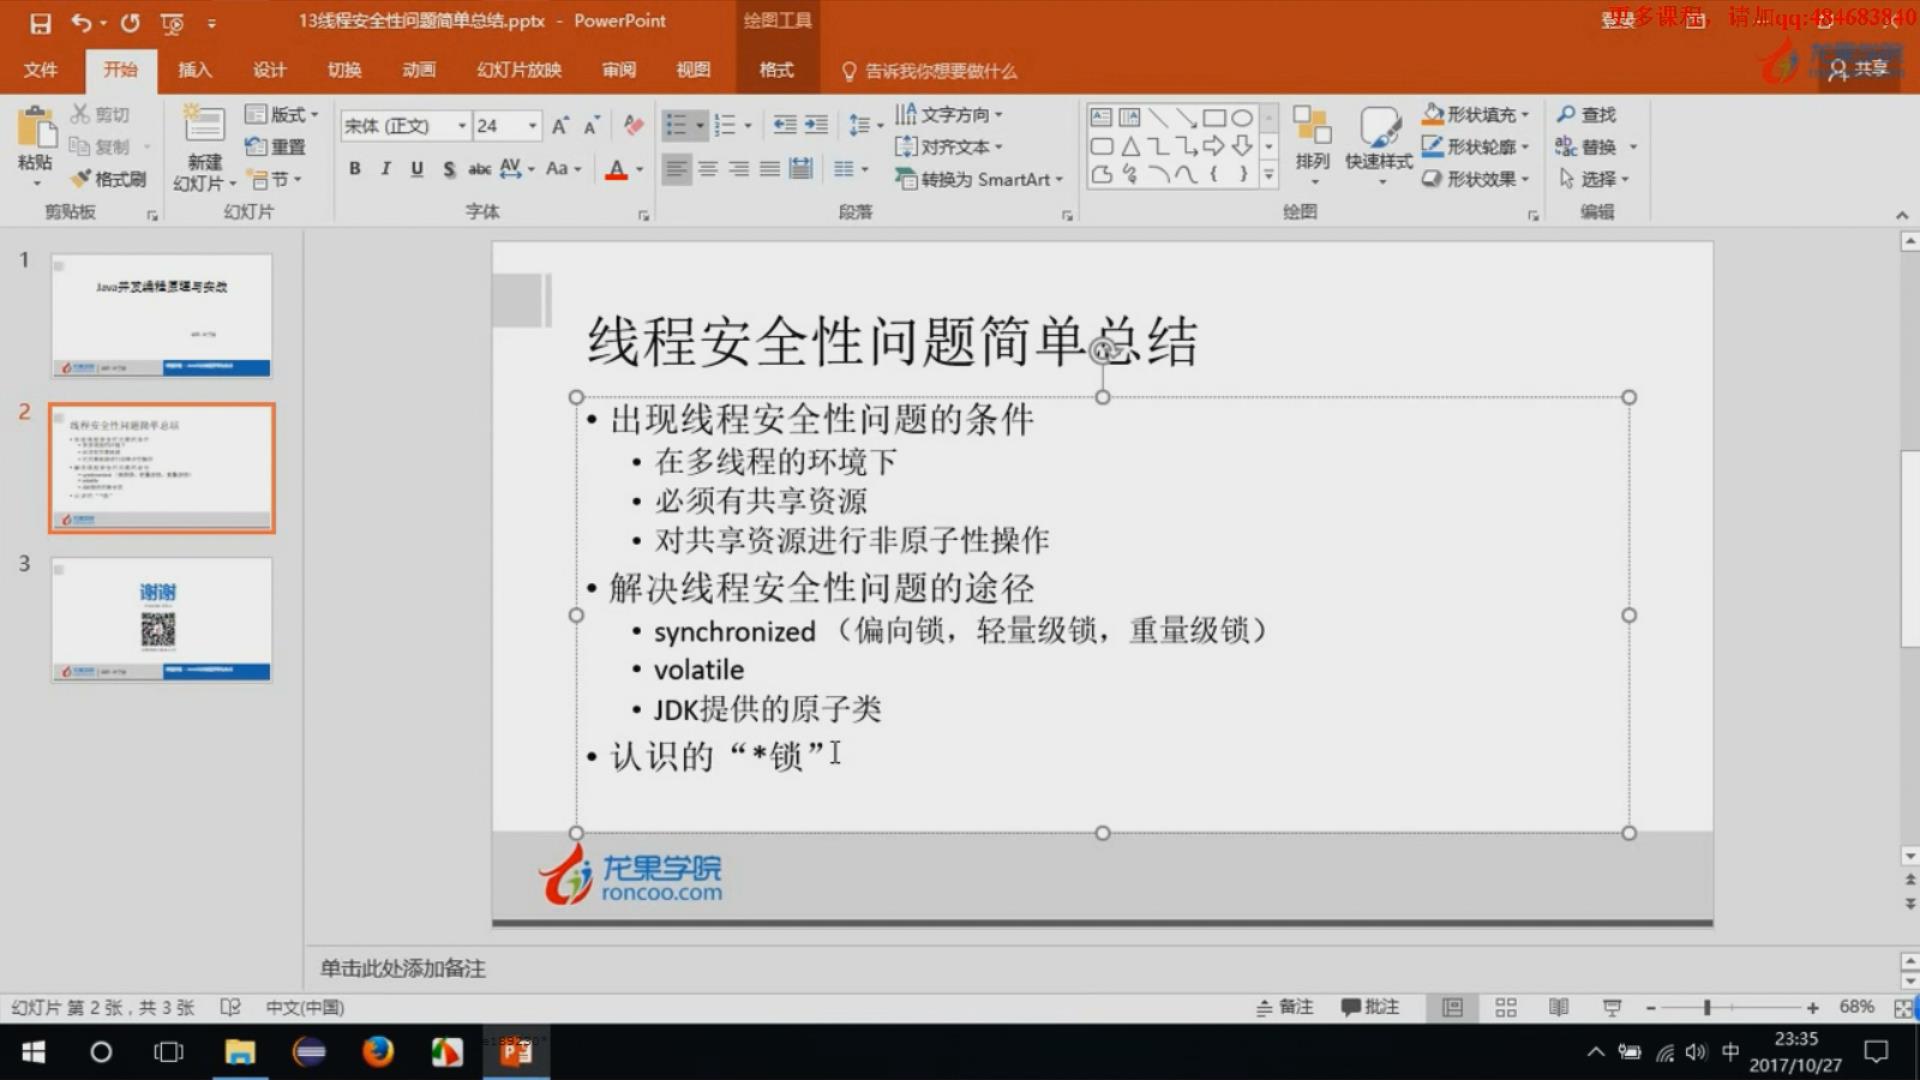 13线程安全性问题简单总结.pptx - PowerPoint
绘图工具
登录
更多课程，请加qq:484683840
文件 开始 插入 设计 切换 动画 幻灯片放映 审阅 视图 格式 告诉我你想要做什么 共享
龙果学院
剪切
复制
格式刷
粘贴
剪贴板
新建
幻灯片
版式
重置
节
幻灯片
宋体 (正文) 24
字体
文字方向
对齐文本
转换为 SmartArt
段落
排列
快速样式
形状填充
形状轮廓
形状效果
绘图
查找
替换
选择
编辑
1
Java并发编程原理与实战
2
线程安全性问题简单总结
3
谢谢
线程安全性问题简单总结
• 出现线程安全性问题的条件
• 在多线程的环境下
• 必须有共享资源
• 对共享资源进行非原子性操作
• 解决线程安全性问题的途径
• synchronized （偏向锁，轻量级锁，重量级锁）
• volatile
• JDK提供的原子类
• 认识的“*锁”
龙果学院
roncoo.com
单击此处添加备注
幻灯片 第 2 张，共 3 张 中文(中国) 备注 批注 68%
中
23:35
2017/10/27